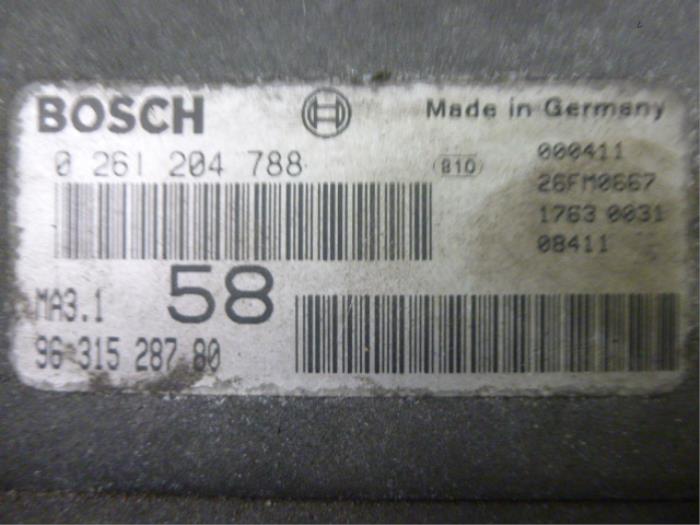 BOSCH
Made in Germany
0 261 204 788
B10
000411
26FM0667
1763 0031
08411
MA3.1
58
96 315 287 80